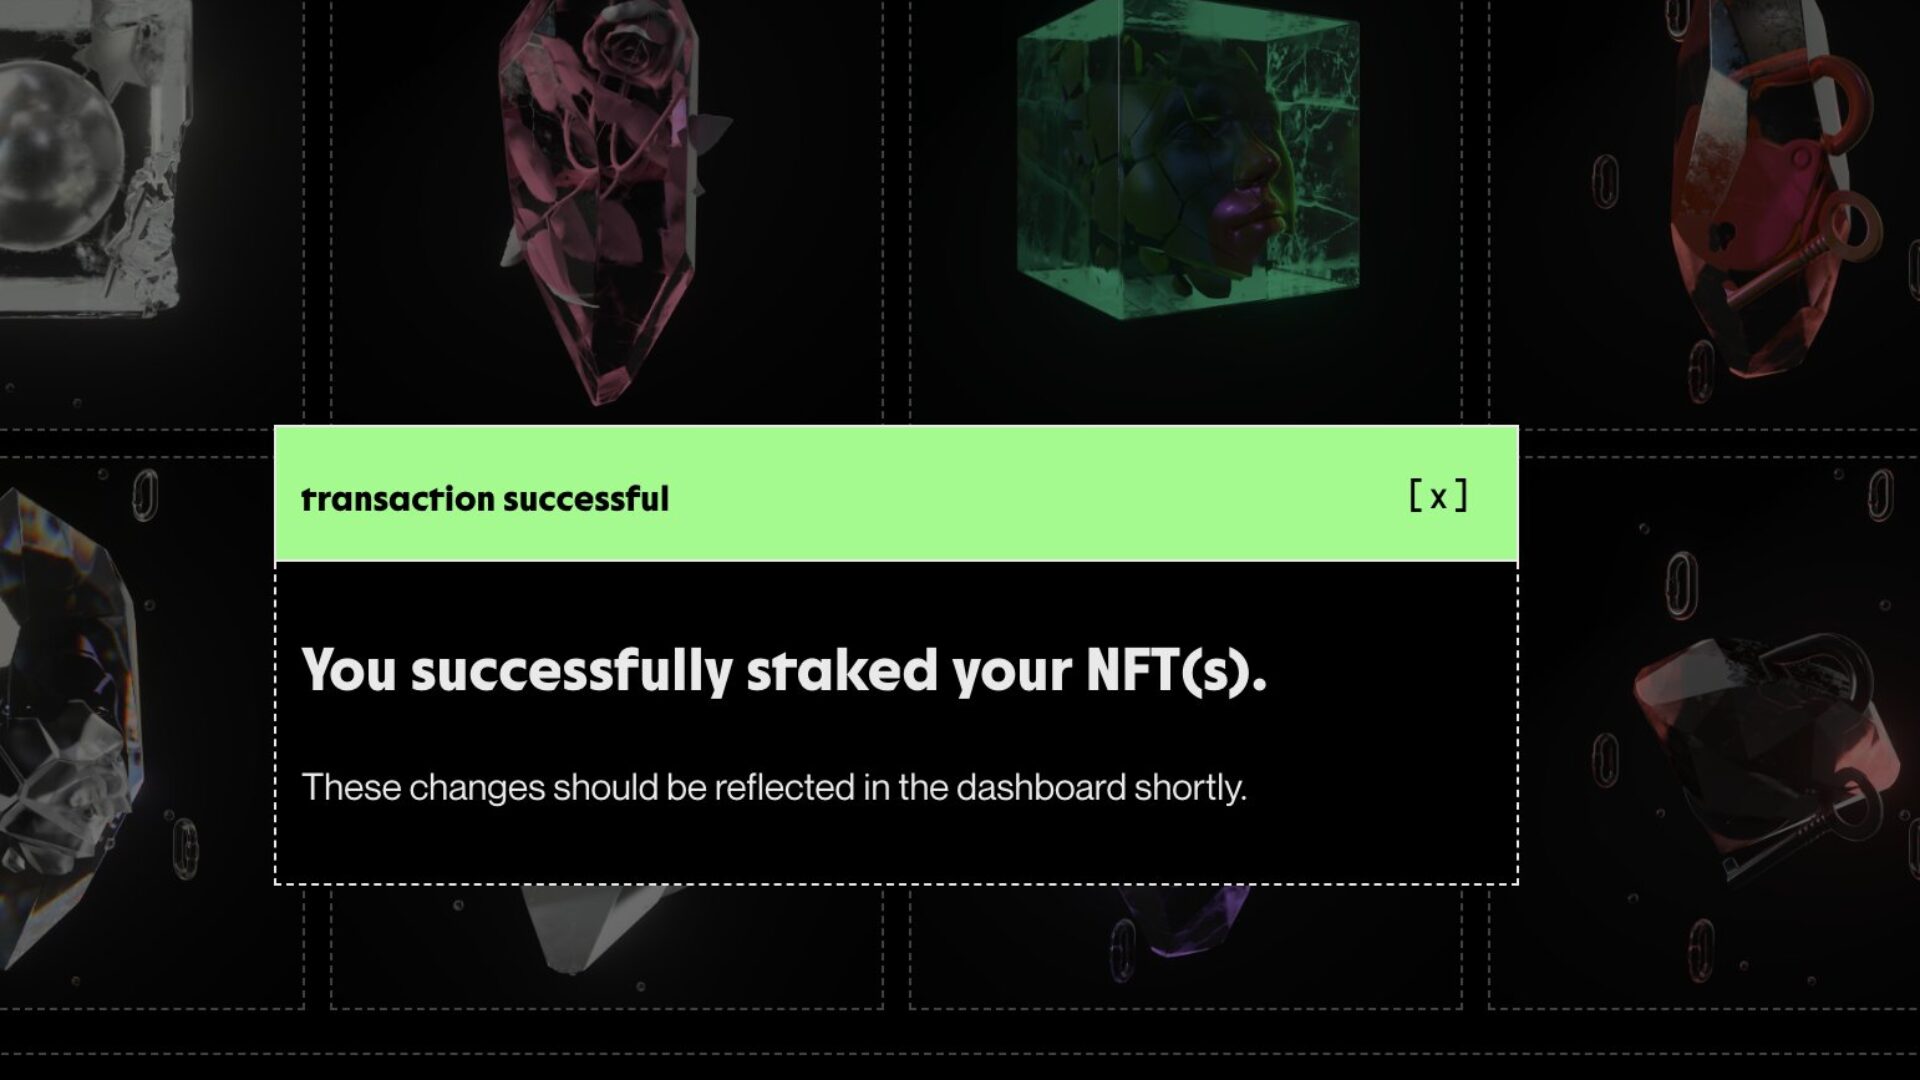 transaction successful
[x]
You successfully staked your NFT(s).
These changes should be reflected in the dashboard shortly.